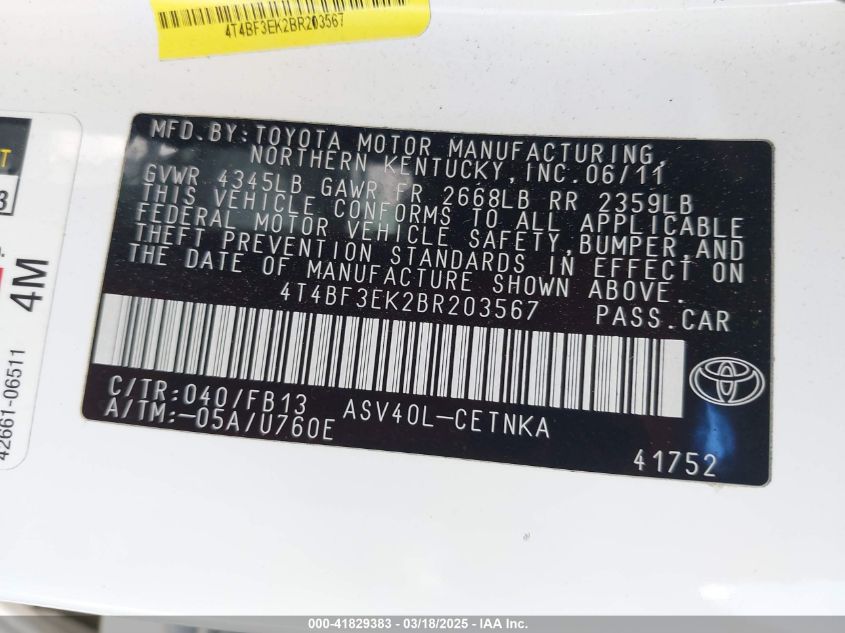 4T4BF3EK2BR203567
MFD. BY:TOYOTA MOTOR MANUFACTURING,
NORTHERN KENTUCKY, INC. 06/11
GVWR 4345LB GAWR FR 2668LB RR 2359LB
THIS VEHICLE CONFORMS TO ALL APPLICABLE
FEDERAL MOTOR VEHICLE SAFETY, BUMPER, AND
THEFT PREVENTION STANDARDS IN EFFECT ON
THE DATE OF MANUFACTURE SHOWN ABOVE.
4T4BF3EK2BR203567 PASS. CAR
C/TR:040/FB13 ASV40L-CETNKA
A/TM:-05A/U760E
41752
4M
42661-06511
000-41829383 - 03/18/2025 - IAA, Inc.